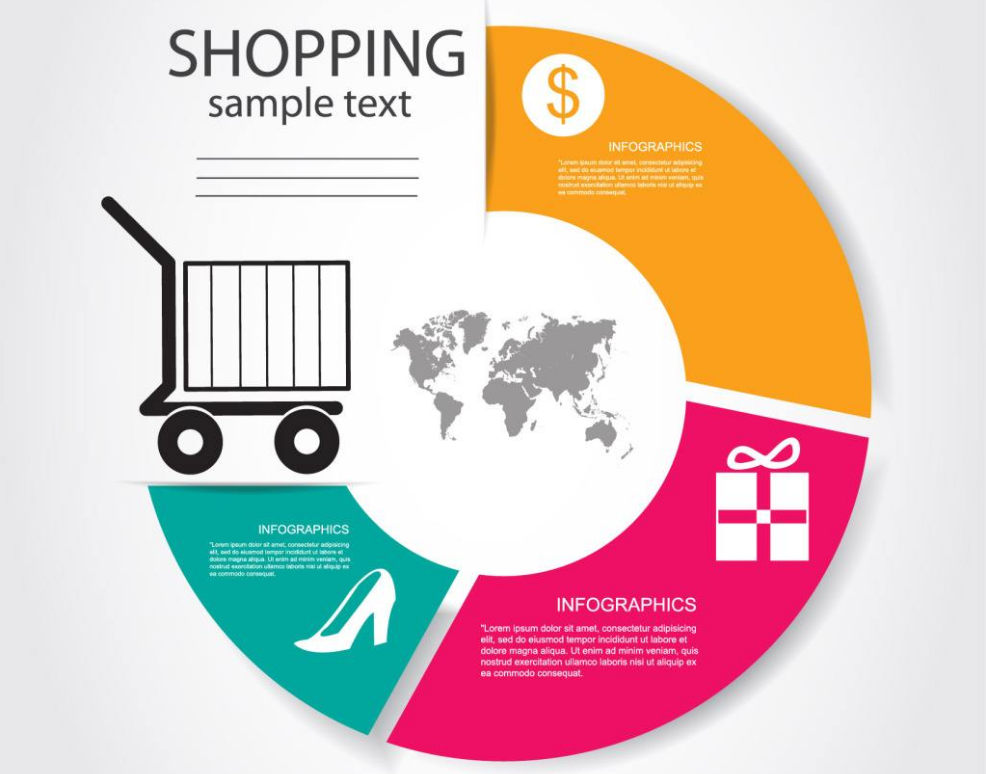 SHOPPING
sample text
$
INFOGRAPHICS
"Lorem ipsum dolor sit amet, consectetur adipisicing
elit, sed do eiusmod tempor incididunt ut labore et
dolore magna aliqua. Ut enim ad minim veniam, quis
nostrud exercitation ullamco laboris nisi ut aliquip ex
ea commodo consequat.
INFOGRAPHICS
"Lorem ipsum dolor sit amet, consectetur adipisicing
elit, sed do eiusmod tempor incididunt ut labore et
dolore magna aliqua. Ut enim ad minim veniam, quis
nostrud exercitation ullamco laboris nisi ut aliquip ex
ea commodo consequat.
INFOGRAPHICS
"Lorem ipsum dolor sit amet, consectetur adipisicing
elit, sed do eiusmod tempor incididunt ut labore et
dolore magna aliqua. Ut enim ad minim veniam, quis
nostrud exercitation ullamco laboris nisi ut aliquip ex
ea commodo consequat.